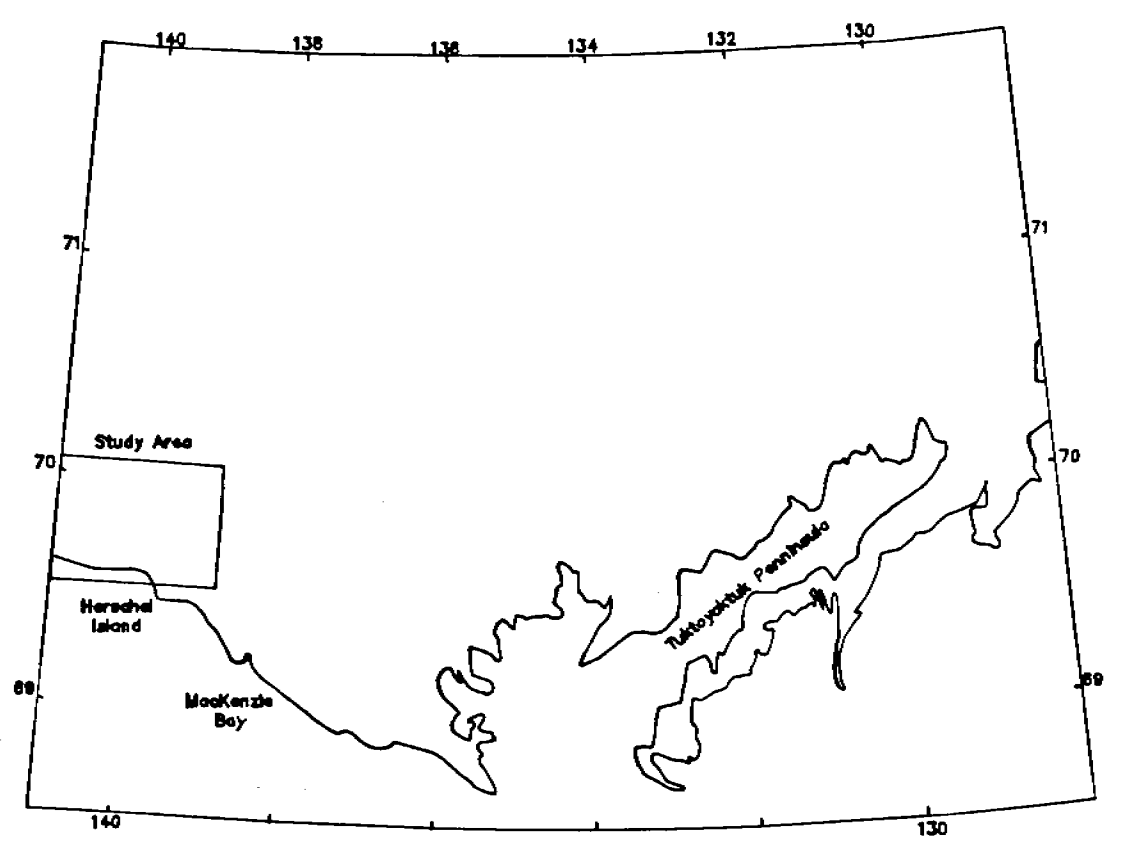 140 138 136 134 132 130
71 71
Study Area
70 70
Tuktoyaktuk Penninsula
Herschel
Island
69 69
MacKenzie
Bay
140 130